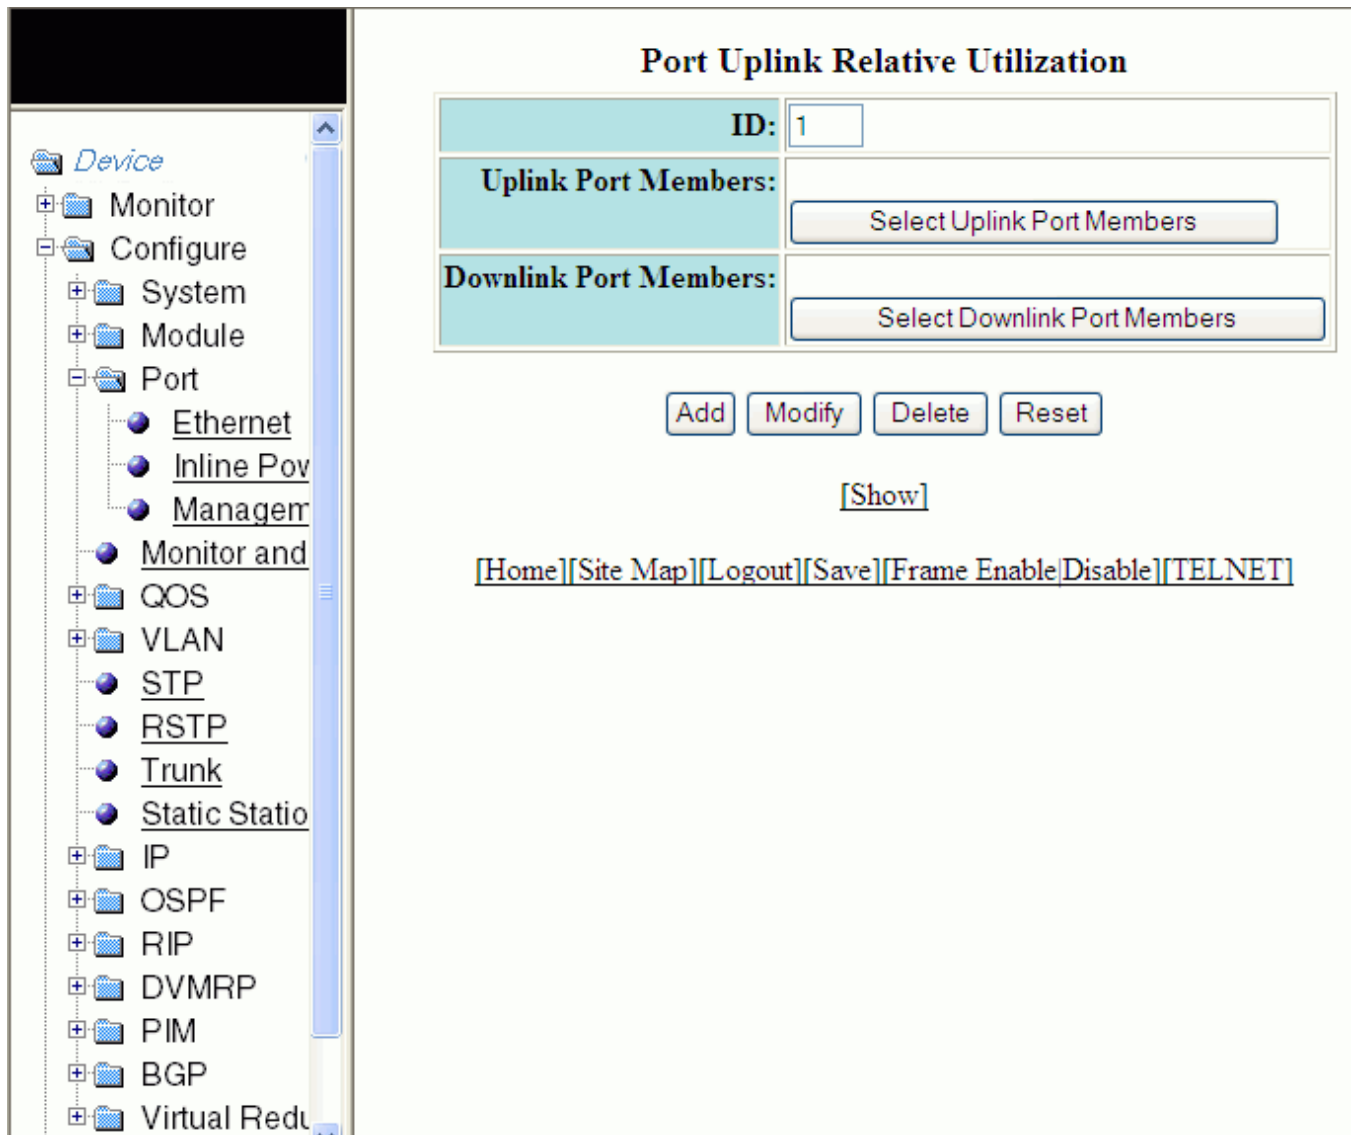 Device
Monitor
Configure
System
Module
Port
Ethernet
Inline Pow
Managem
Monitor and
QOS
VLAN
STP
RSTP
Trunk
Static Statio
IP
OSPF
RIP
DVMRP
PIM
BGP
Virtual Redu
Port Uplink Relative Utilization
ID: 1
Uplink Port Members:
Select Uplink Port Members
Downlink Port Members:
Select Downlink Port Members
Add Modify Delete Reset
[Show]
[Home][Site Map][Logout][Save][Frame Enable|Disable][TELNET]